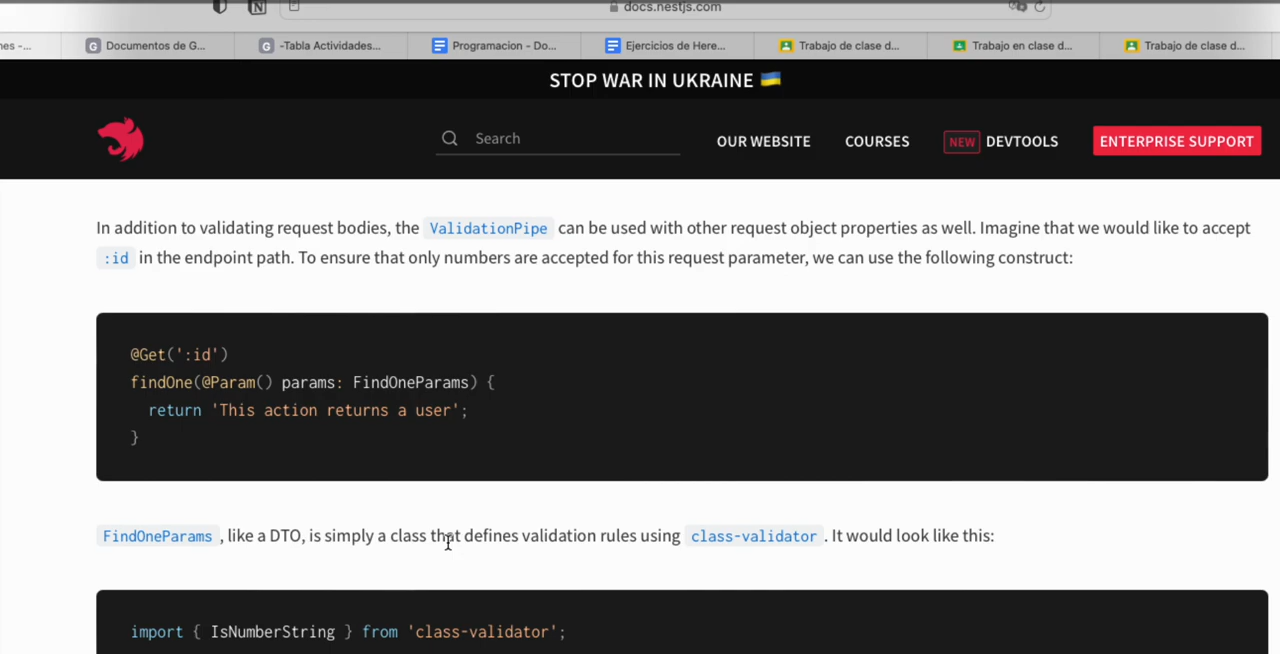 docs.nestjs.com
nes -...
Documentos de G...
-Tabla Actividades...
Programacion - Do...
Ejercicios de Here...
Trabajo de clase d...
Trabajo en clase d...
Trabajo de clase d...
STOP WAR IN UKRAINE 🇺🇦
Search
OUR WEBSITE
COURSES
NEW DEVTOOLS
ENTERPRISE SUPPORT
In addition to validating request bodies, the ValidationPipe can be used with other request object properties as well. Imagine that we would like to accept
:id in the endpoint path. To ensure that only numbers are accepted for this request parameter, we can use the following construct:
@Get(':id')
findOne(@Param() params: FindOneParams) {
  return 'This action returns a user';
}
FindOneParams , like a DTO, is simply a class that defines validation rules using class-validator . It would look like this:
import { IsNumberString } from 'class-validator';